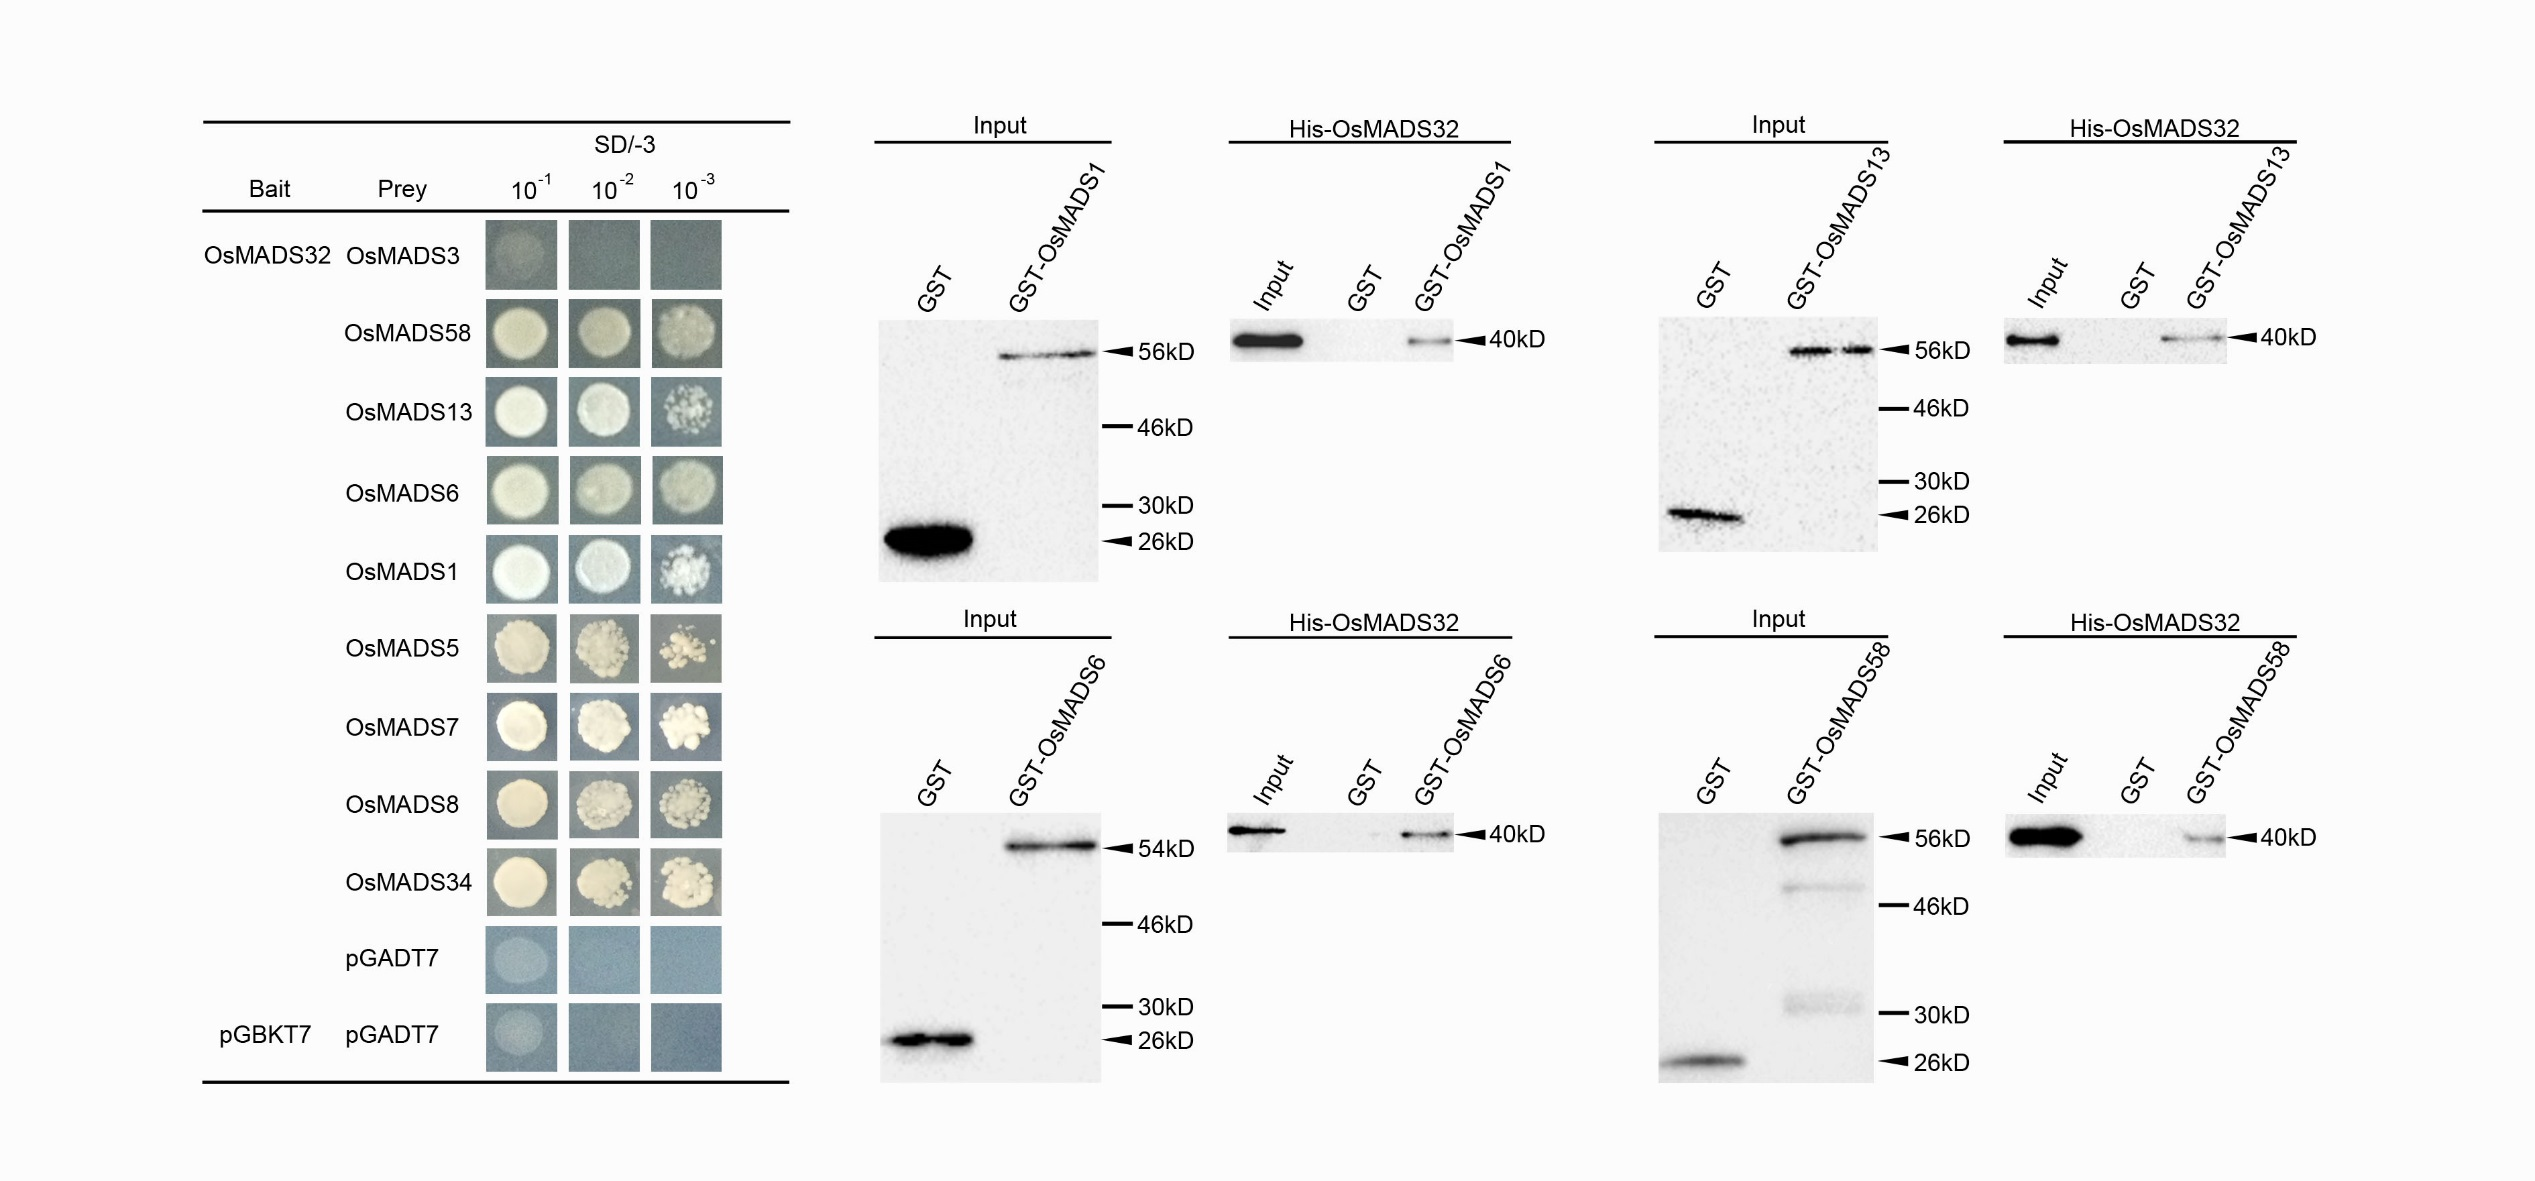 SD/-3
Bait Prey 10-1 10-2 10-3
OsMADS32 OsMADS3
OsMADS58
OsMADS13
OsMADS6
OsMADS1
OsMADS5
OsMADS7
OsMADS8
OsMADS34
pGADT7
pGBKT7 pGADT7
Input
GST
GST-OsMADS1
56kD
46kD
30kD
26kD
His-OsMADS32
Input
GST
GST-OsMADS1
40kD
Input
GST
GST-OsMADS13
56kD
46kD
30kD
26kD
His-OsMADS32
Input
GST
GST-OsMADS13
40kD
Input
GST
GST-OsMADS6
54kD
46kD
30kD
26kD
His-OsMADS32
Input
GST
GST-OsMADS6
40kD
Input
GST
GST-OsMADS58
56kD
46kD
30kD
26kD
His-OsMADS32
Input
GST
GST-OsMADS58
40kD